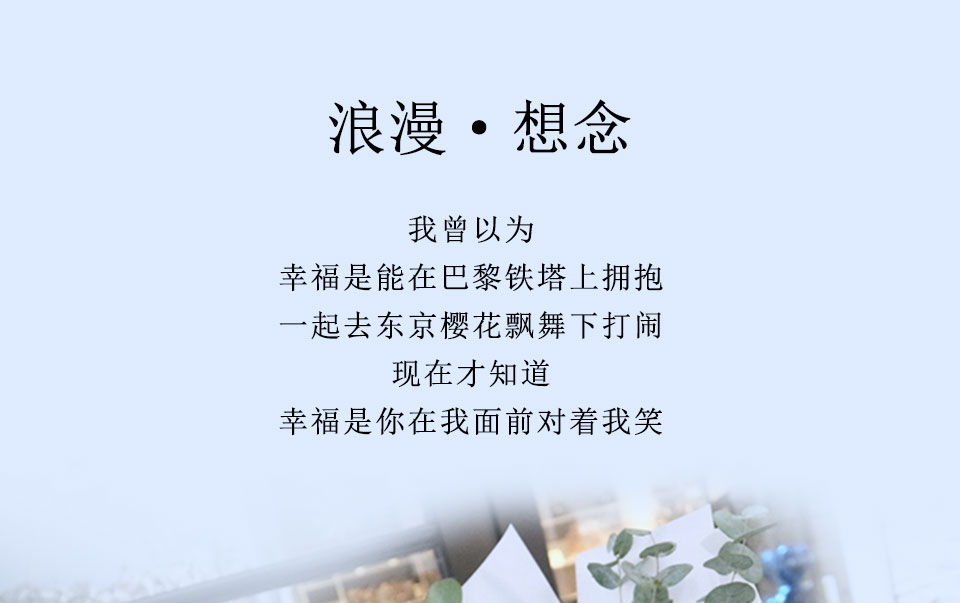 浪漫·想念
我曾以为
幸福是能在巴黎铁塔上拥抱
一起去东京樱花飘舞下打闹
现在才知道
幸福是你在我面前对着我笑